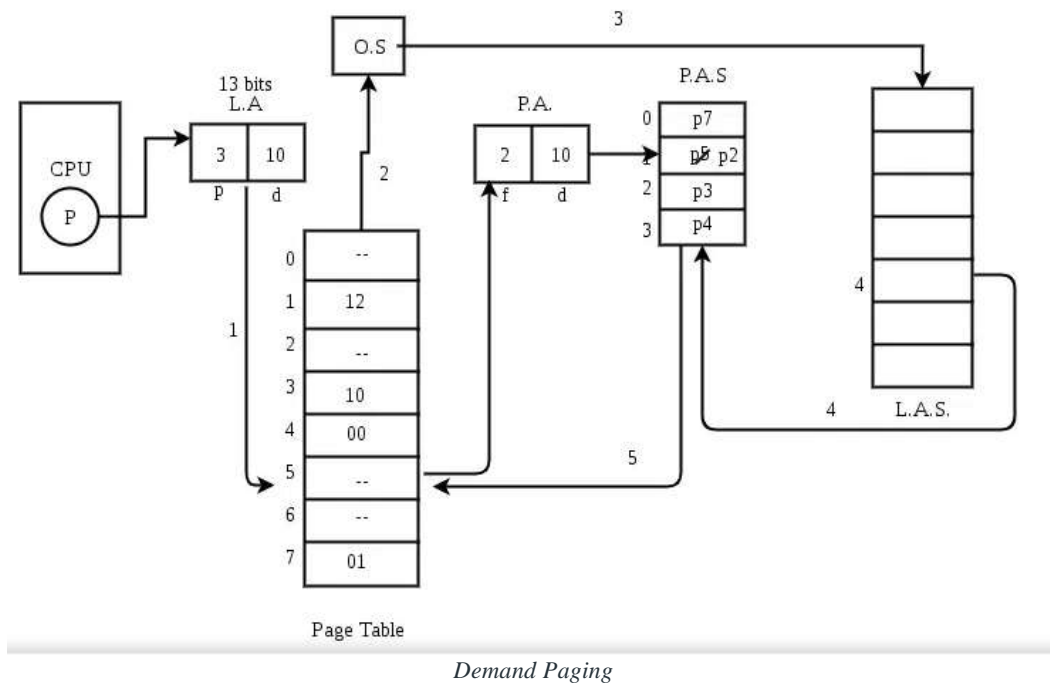 3
O.S
13 bits
L.A
P.A.
P.A.S
3 10
p d
2 10
f d
0 p7
1 p5 p2
2 p3
3 p4
CPU
P
2
1
0 --
1 12
2 --
3 10
4 00
5 --
6 --
7 01
4
L.A.S.
4
5
Page Table
Demand Paging